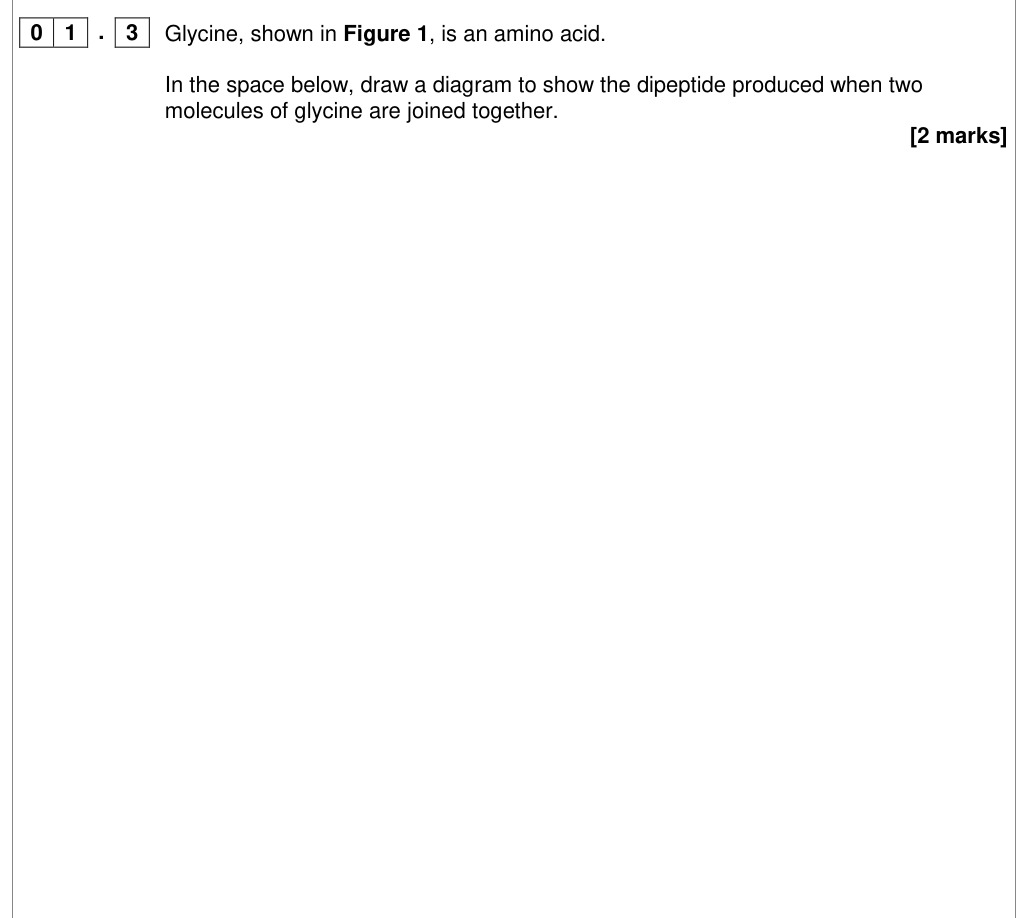 0 1 . 3 Glycine, shown in Figure 1, is an amino acid.
In the space below, draw a diagram to show the dipeptide produced when two
molecules of glycine are joined together.
[2 marks]